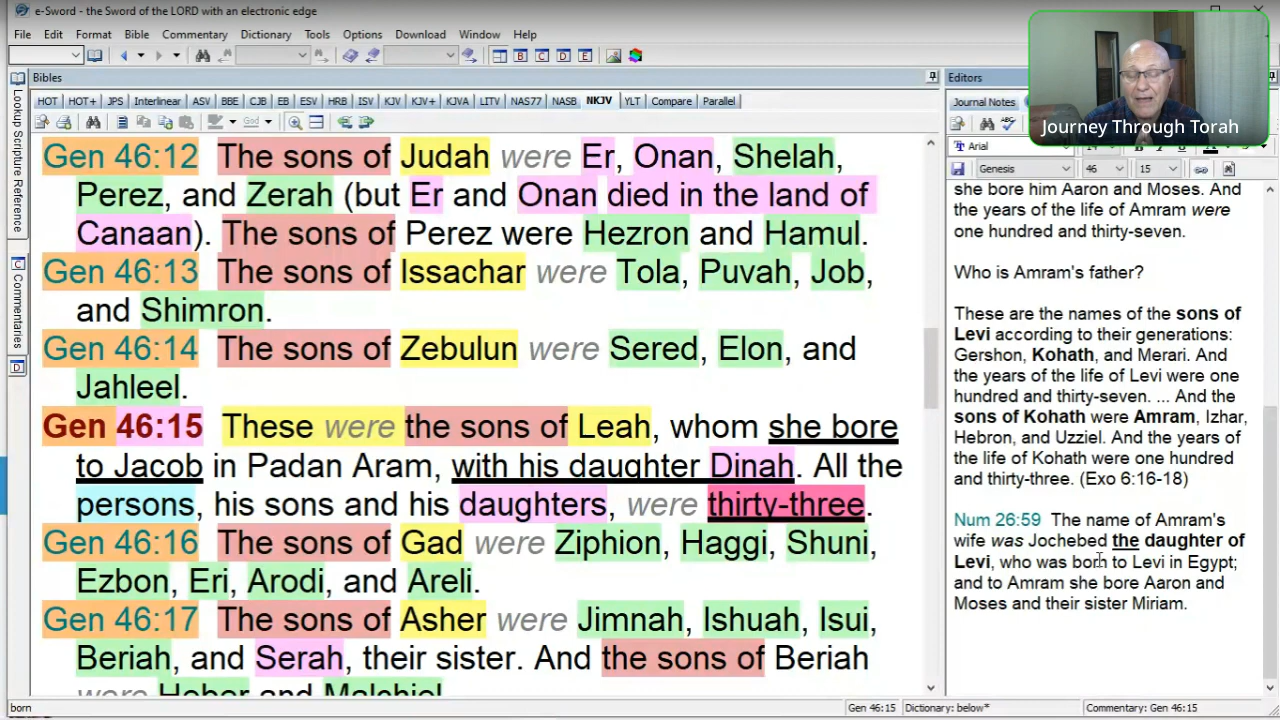 e-Sword - the Sword of the LORD with an electronic edge
File Edit Format Bible Commentary Dictionary Tools Options Download Window Help
Bibles
HOT HOT+ JPS Interlinear ASV BBE CJB EB ESV HRB ISV KJV KJV+ KJVA LITV NAS77 NASB NKJV YLT Compare Parallel
God
Lookup Scripture Reference
Commentaries
Gen 46:12 The sons of Judah were Er, Onan, Shelah,
Perez, and Zerah (but Er and Onan died in the land of
Canaan). The sons of Perez were Hezron and Hamul.
Gen 46:13 The sons of Issachar were Tola, Puvah, Job,
and Shimron.
Gen 46:14 The sons of Zebulun were Sered, Elon, and
Jahleel.
Gen 46:15 These were the sons of Leah, whom she bore
to Jacob in Padan Aram, with his daughter Dinah. All the
persons, his sons and his daughters, were thirty-three.
Gen 46:16 The sons of Gad were Ziphion, Haggi, Shuni,
Ezbon, Eri, Arodi, and Areli.
Gen 46:17 The sons of Asher were Jimnah, Ishuah, Isui,
Beriah, and Serah, their sister. And the sons of Beriah
were Heber and Malchiel.
Editors
Journal Notes
Journey Through Torah
Arial
Genesis 46 15
she bore him Aaron and Moses. And
the years of the life of Amram were
one hundred and thirty-seven.
Who is Amram's father?
These are the names of the sons of
Levi according to their generations:
Gershon, Kohath, and Merari. And
the years of the life of Levi were one
hundred and thirty-seven. ... And the
sons of Kohath were Amram, Izhar,
Hebron, and Uzziel. And the years of
the life of Kohath were one hundred
and thirty-three. (Exo 6:16-18)
Num 26:59 The name of Amram's
wife was Jochebed the daughter of
Levi, who was born to Levi in Egypt;
and to Amram she bore Aaron and
Moses and their sister Miriam.
born
Gen 46:15 Dictionary: below* Commentary: Gen 46:15